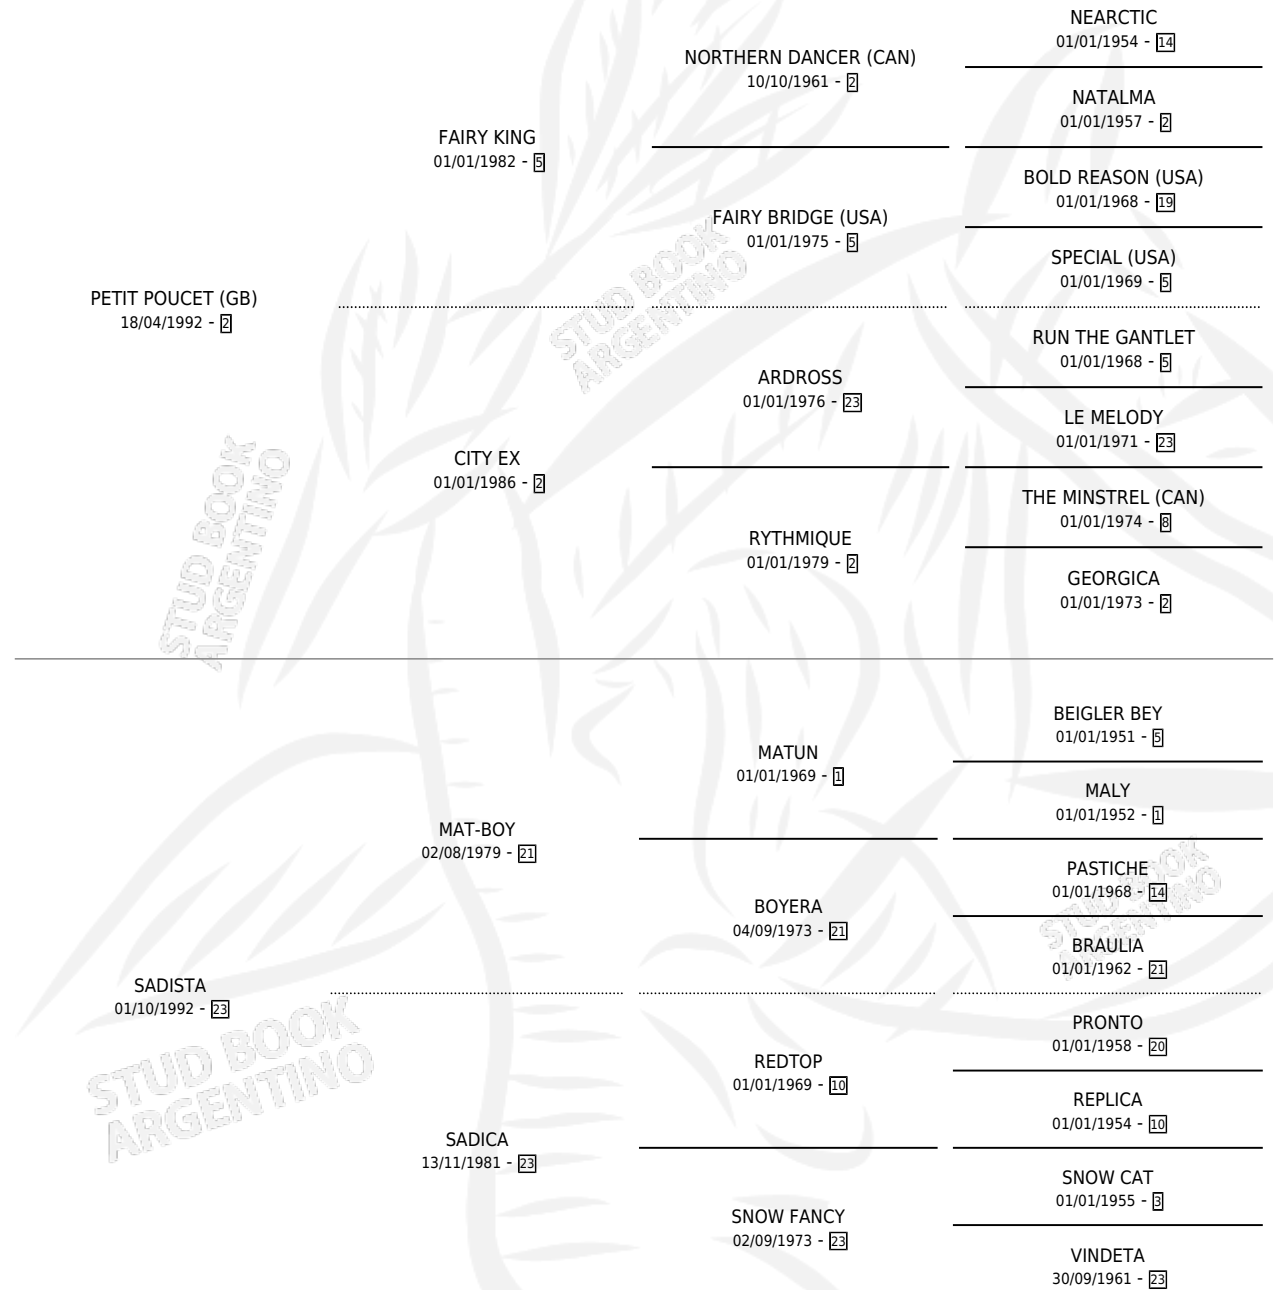 NEARCTIC
01/01/1954 - 14
NORTHERN DANCER (CAN)
10/10/1961 - 2
NATALMA
01/01/1957 - 2
FAIRY KING
01/01/1982 - 5
BOLD REASON (USA)
01/01/1968 - 19
FAIRY BRIDGE (USA)
01/01/1975 - 5
SPECIAL (USA)
01/01/1969 - 5
PETIT POUCET (GB)
18/04/1992 - 2
STUD BOOK
ARGENTINO
RUN THE GANTLET
01/01/1968 - 5
ARDROSS
01/01/1976 - 23
LE MELODY
01/01/1971 - 23
CITY EX
01/01/1986 - 2
STUD BOOK
ARGENTINO
THE MINSTREL (CAN)
01/01/1974 - 8
RYTHMIQUE
01/01/1979 - 2
GEORGICA
01/01/1973 - 2
BEIGLER BEY
01/01/1951 - 5
MATUN
01/01/1969 - 1
MALY
01/01/1952 - 1
MAT-BOY
02/08/1979 - 21
PASTICHE
01/01/1968 - 14
STUD BOOK
ARGENTINO
BOYERA
04/09/1973 - 21
BRAULIA
01/01/1962 - 21
SADISTA
01/10/1992 - 23
STUD BOOK
ARGENTINO
PRONTO
01/01/1958 - 20
REDTOP
01/01/1969 - 10
REPLICA
01/01/1954 - 10
SADICA
13/11/1981 - 23
SNOW CAT
01/01/1955 - 3
SNOW FANCY
02/09/1973 - 23
VINDETA
30/09/1961 - 23